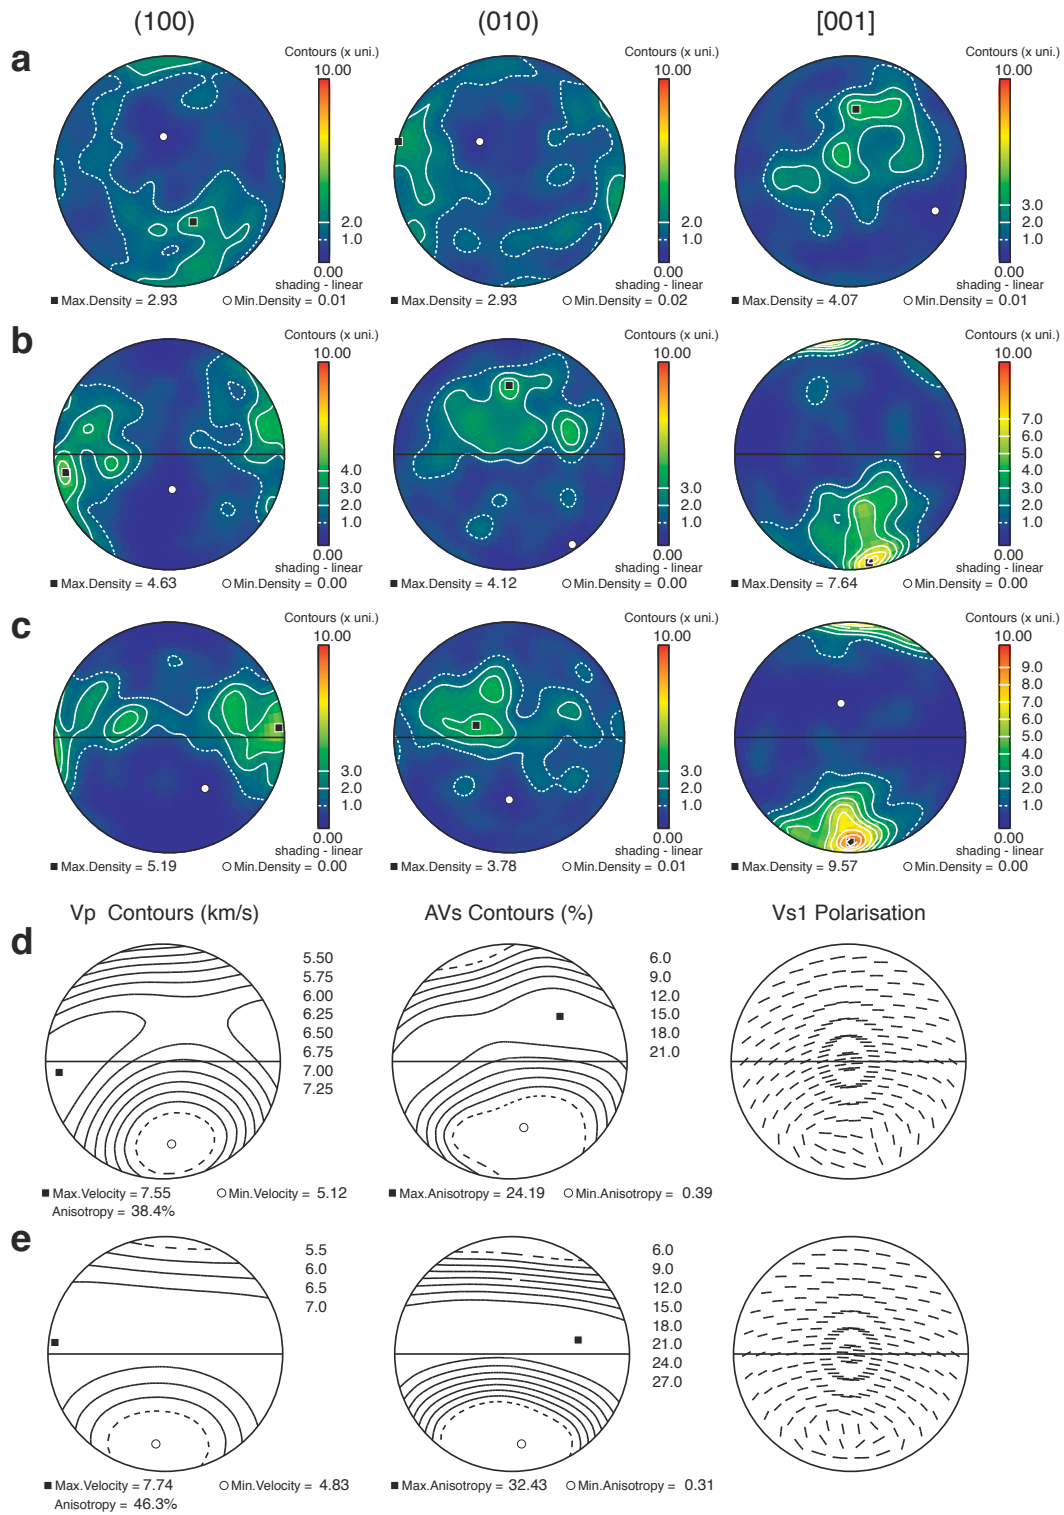 (100) (010) [001]
a
Contours (x uni.) Contours (x uni.) Contours (x uni.)
10.00 10.00 10.00
2.0 2.0 3.0
1.0 1.0 2.0
1.0
0.00 0.00 0.00
shading - linear shading - linear shading - linear
Max.Density = 2.93 Min.Density = 0.01 Max.Density = 2.93 Min.Density = 0.02 Max.Density = 4.07 Min.Density = 0.01
b
Contours (x uni.) Contours (x uni.) Contours (x uni.)
10.00 10.00 10.00
4.0 3.0 7.0
3.0 2.0 6.0
2.0 1.0 5.0
1.0 4.0
3.0
2.0
1.0
0.00 0.00 0.00
shading - linear shading - linear shading - linear
Max.Density = 4.63 Min.Density = 0.00 Max.Density = 4.12 Min.Density = 0.00 Max.Density = 7.64 Min.Density = 0.00
c
Contours (x uni.) Contours (x uni.) Contours (x uni.)
10.00 10.00 10.00
3.0 3.0 9.0
2.0 2.0 8.0
1.0 1.0 7.0
6.0
5.0
4.0
3.0
2.0
1.0
0.00 0.00 0.00
shading - linear shading - linear shading - linear
Max.Density = 5.19 Min.Density = 0.00 Max.Density = 3.78 Min.Density = 0.01 Max.Density = 9.57 Min.Density = 0.00
Vp Contours (km/s) AVs Contours (%) Vs1 Polarisation
d
5.50 6.0
5.75 9.0
6.00 12.0
6.25 15.0
6.50 18.0
6.75 21.0
7.00
7.25
Max.Velocity = 7.55 Min.Velocity = 5.12 Max.Anisotropy = 24.19 Min.Anisotropy = 0.39
Anisotropy = 38.4%
e
5.5 6.0
6.0 9.0
6.5 12.0
7.0 15.0
18.0
21.0
24.0
27.0
Max.Velocity = 7.74 Min.Velocity = 4.83 Max.Anisotropy = 32.43 Min.Anisotropy = 0.31
Anisotropy = 46.3%